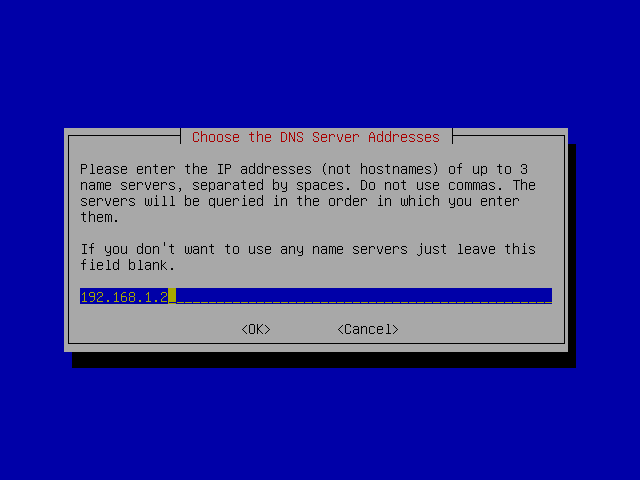 Choose the DNS Server Addresses
Please enter the IP addresses (not hostnames) of up to 3
name servers, separated by spaces. Do not use commas. The
servers will be queried in the order in which you enter
them.
If you don't want to use any name servers just leave this
field blank.
192.168.1.2
<OK> <Cancel>